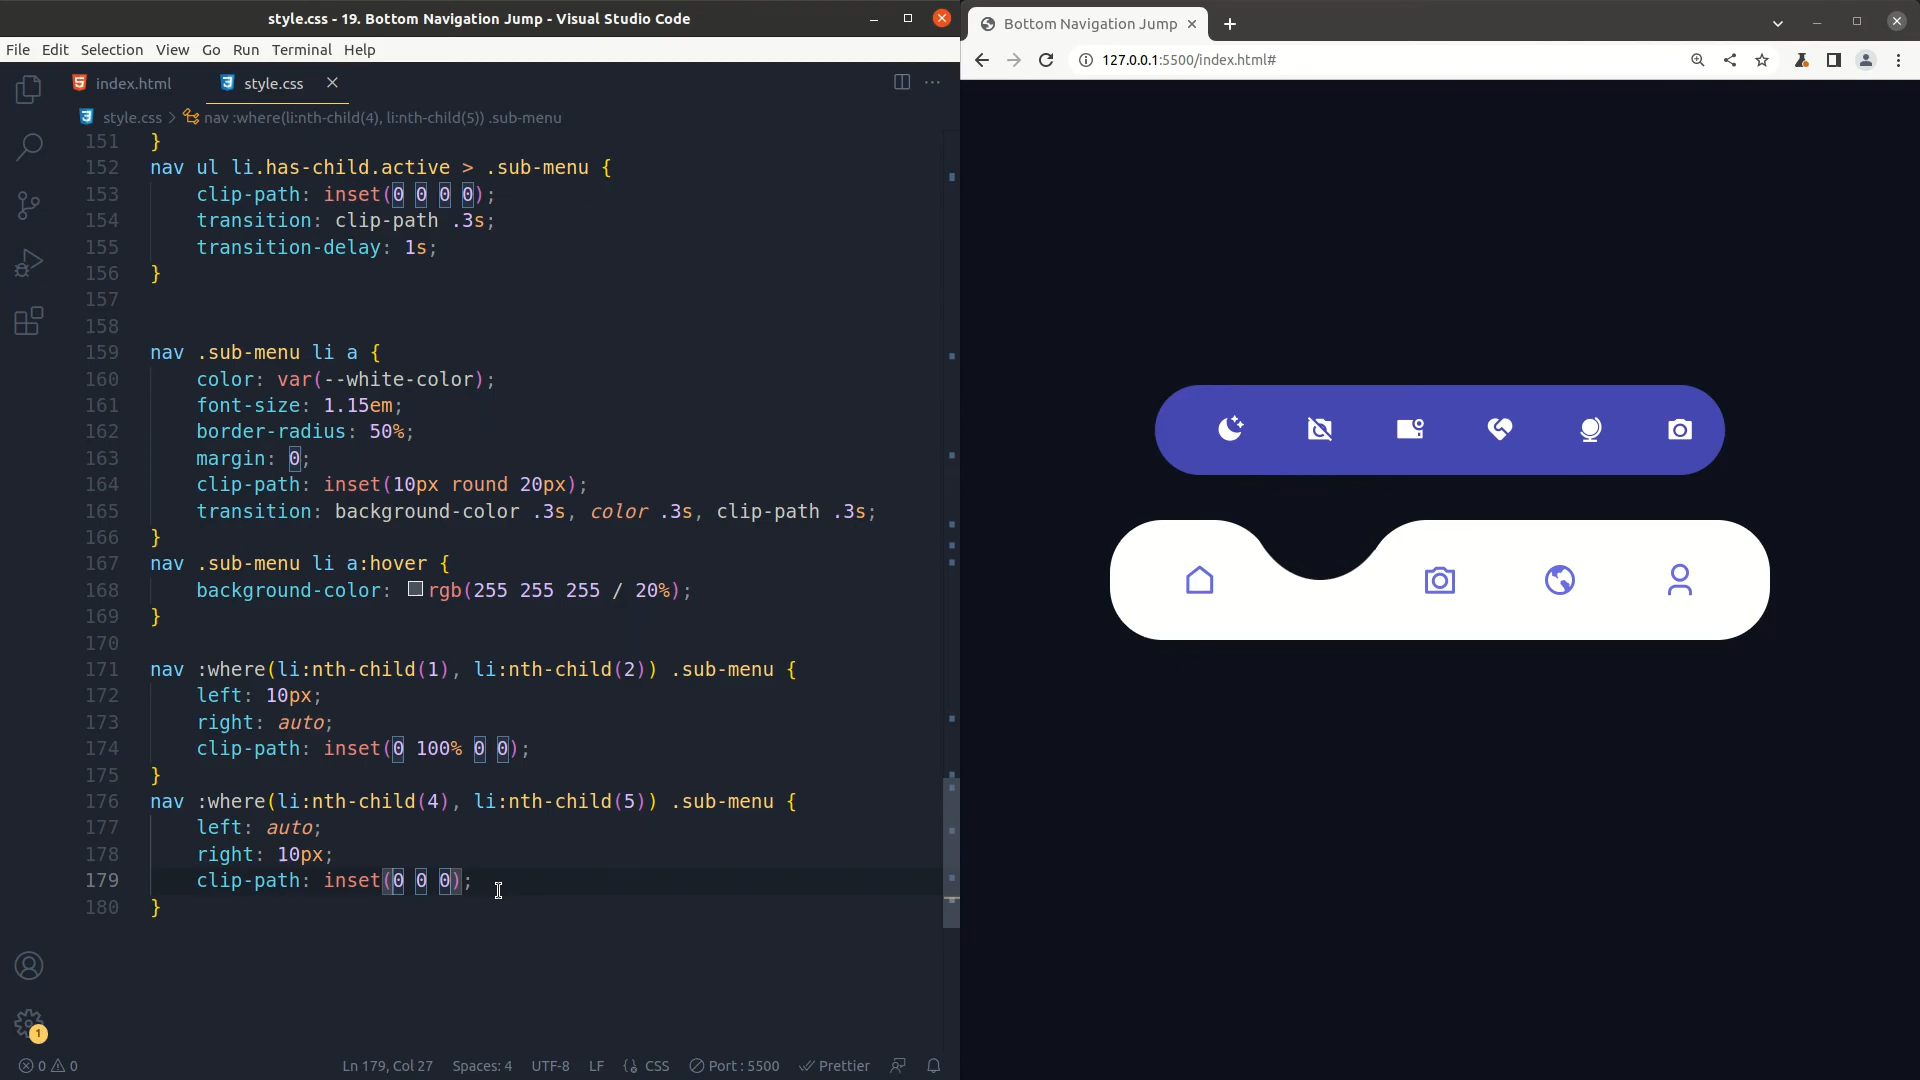 style.css - 19. Bottom Navigation Jump - Visual Studio Code
File Edit Selection View Go Run Terminal Help
index.html style.css
style.css > nav :where(li:nth-child(4), li:nth-child(5)) .sub-menu
151 }
152 nav ul li.has-child.active > .sub-menu {
153 clip-path: inset(0 0 0 0);
154 transition: clip-path .3s;
155 transition-delay: 1s;
156 }
157
158
159 nav .sub-menu li a {
160 color: var(--white-color);
161 font-size: 1.15em;
162 border-radius: 50%;
163 margin: 0;
164 clip-path: inset(10px round 20px);
165 transition: background-color .3s, color .3s, clip-path .3s;
166 }
167 nav .sub-menu li a:hover {
168 background-color: rgb(255 255 255 / 20%);
169 }
170
171 nav :where(li:nth-child(1), li:nth-child(2)) .sub-menu {
172 left: 10px;
173 right: auto;
174 clip-path: inset(0 100% 0 0);
175 }
176 nav :where(li:nth-child(4), li:nth-child(5)) .sub-menu {
177 left: auto;
178 right: 10px;
179 clip-path: inset(0 0 0);
180 }
1
0 0 Ln 179, Col 27 Spaces: 4 UTF-8 LF {} CSS Port : 5500 Prettier
Bottom Navigation Jump
127.0.0.1:5500/index.html#